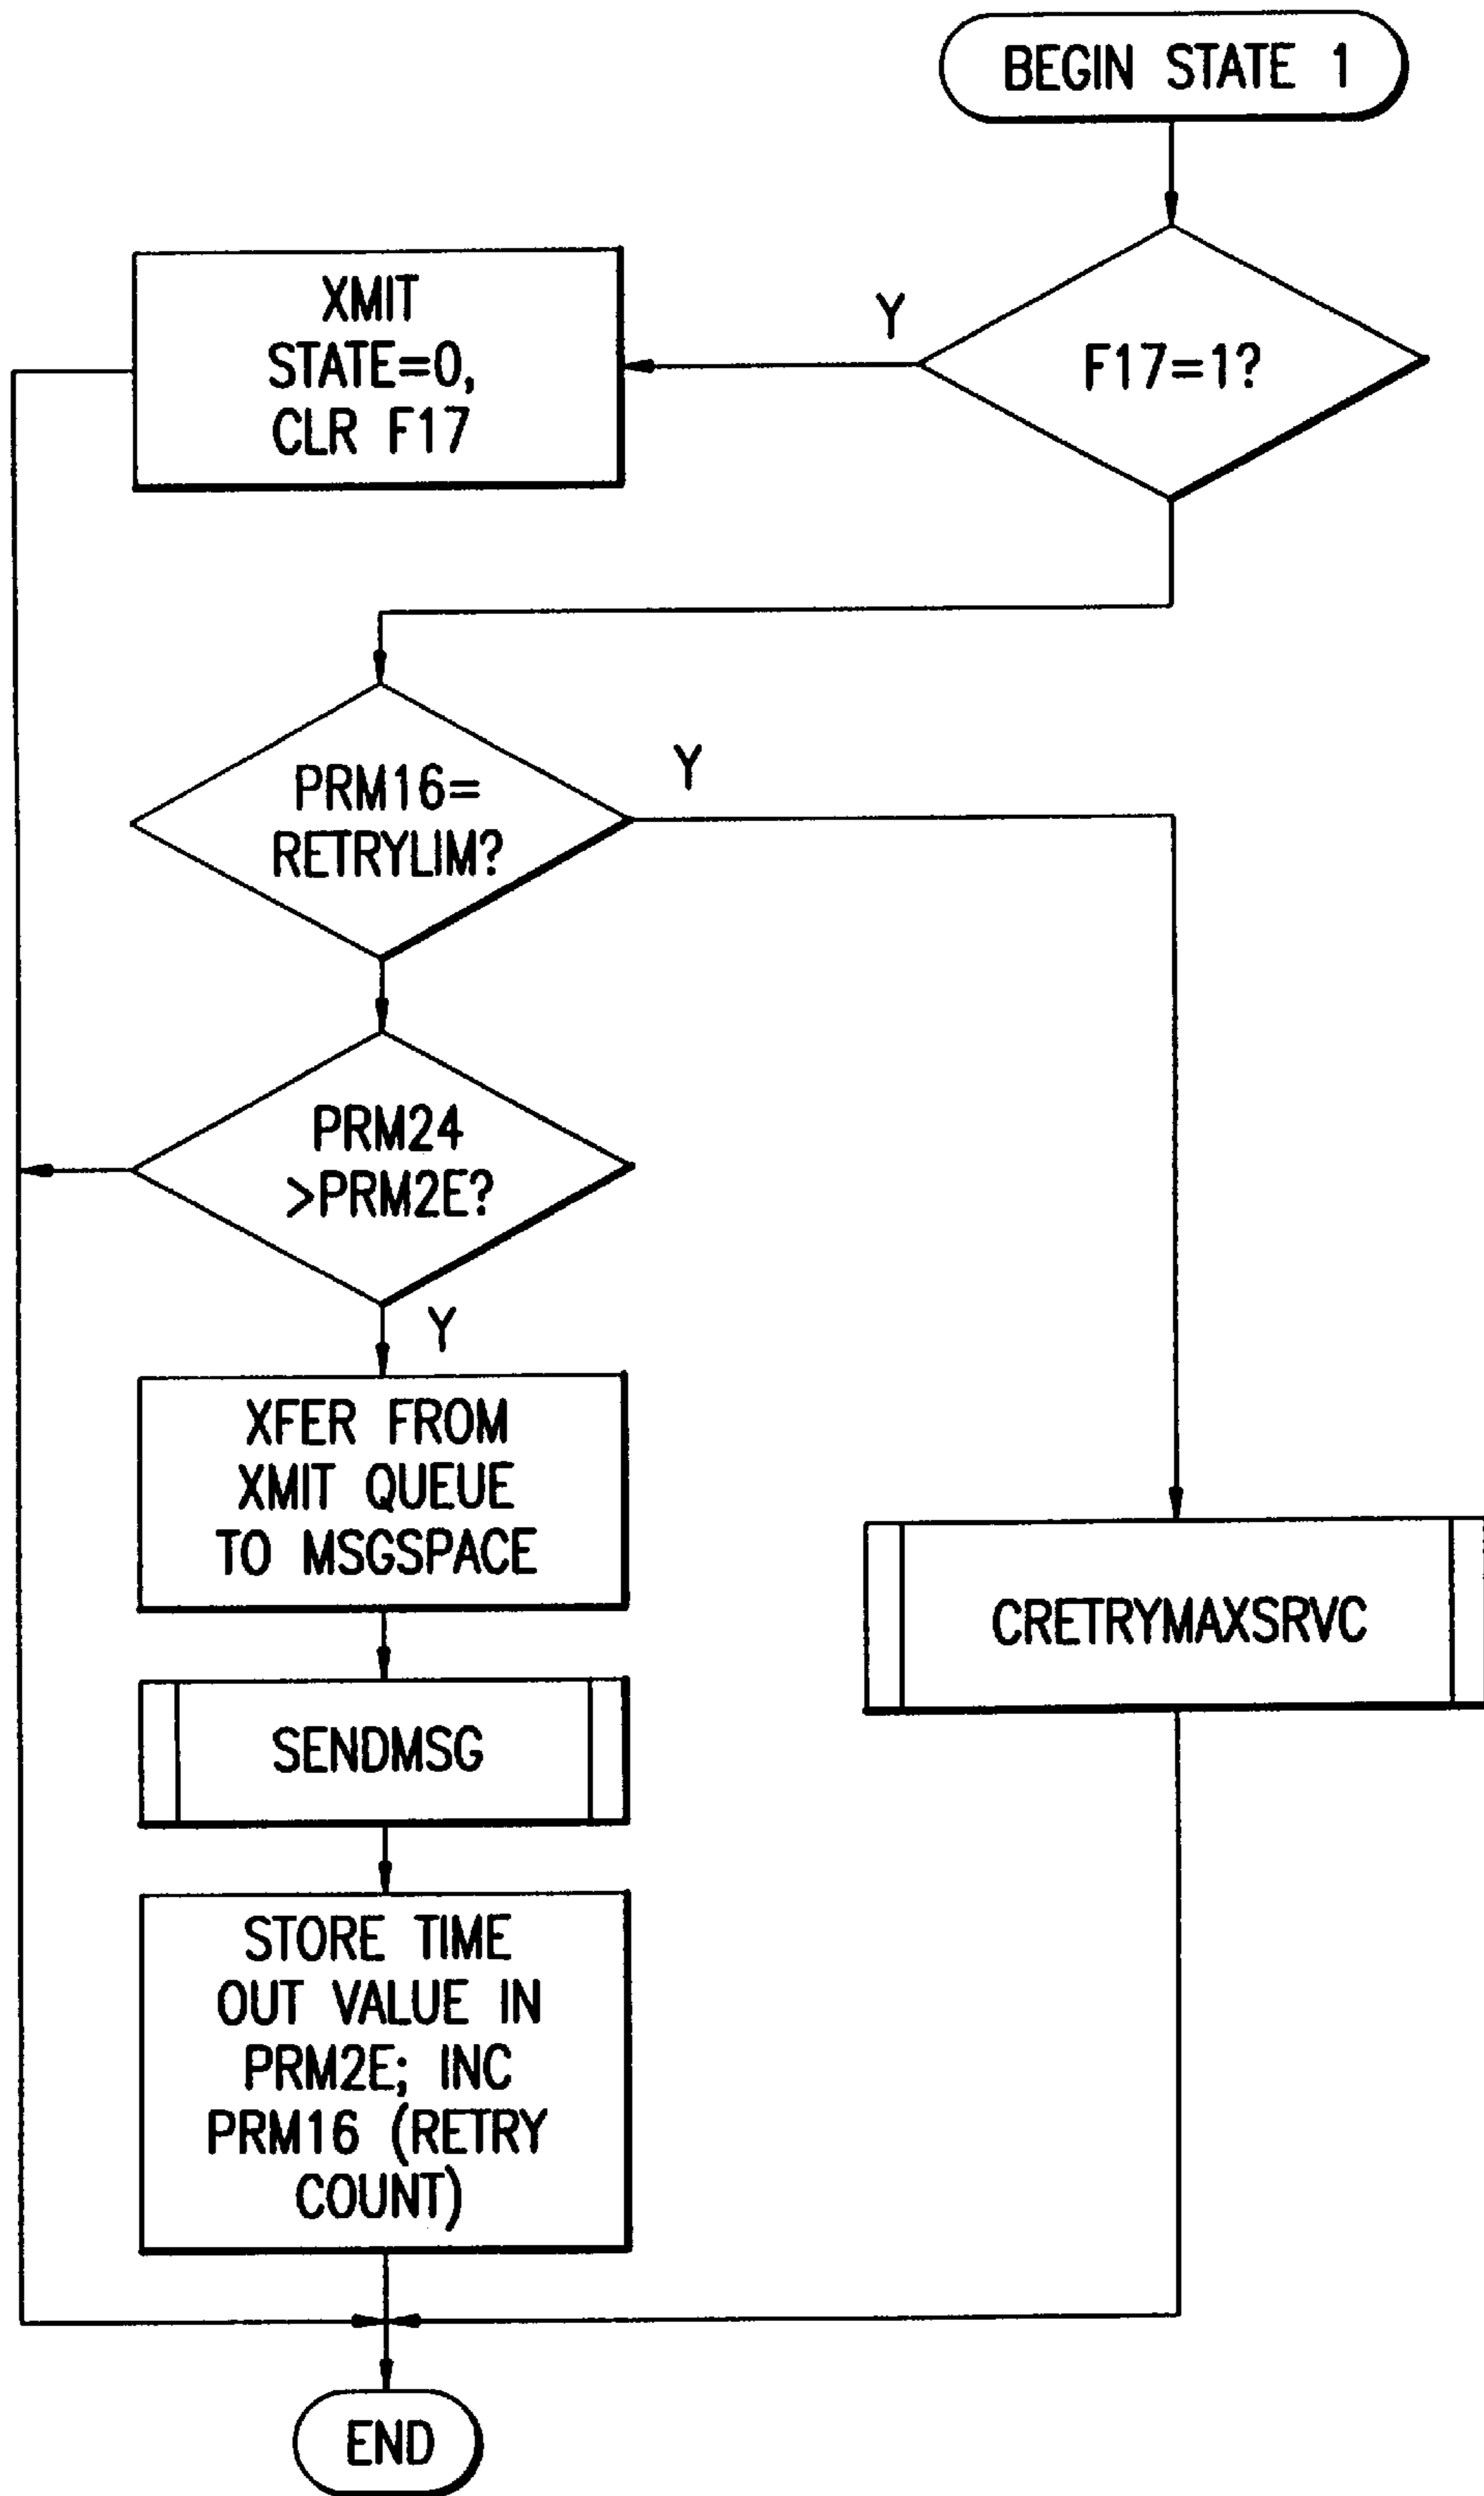 BEGIN STATE 1
F17=1?
Y
XMIT
STATE=0,
CLR F17
PRM16=
RETRYLIM?
Y
PRM24
>PRM2E?
Y
XFER FROM
XMIT QUEUE
TO MSGSPACE
CRETRYMAXSRVC
SENDMSG
STORE TIME
OUT VALUE IN
PRM2E; INC
PRM16 (RETRY
COUNT)
END